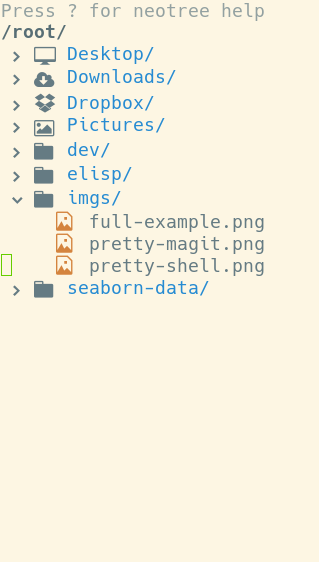 Press ? for neotree help
/root/
Desktop/
Downloads/
Dropbox/
Pictures/
dev/
elisp/
imgs/
full-example.png
pretty-magit.png
pretty-shell.png
seaborn-data/